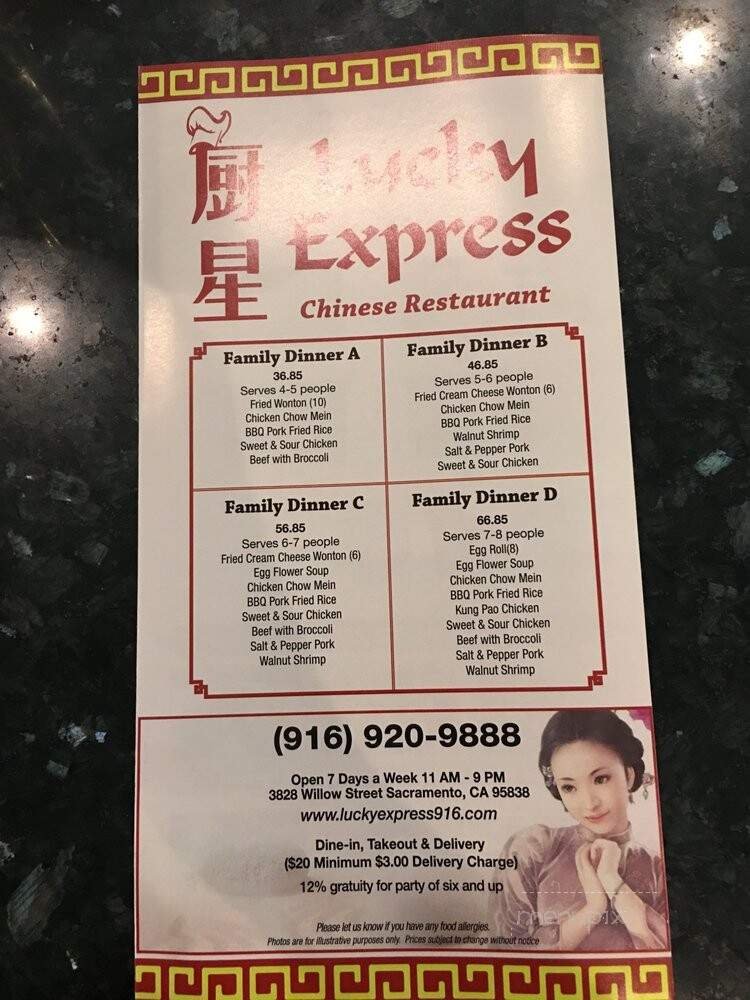 厨星
Lucky
Express
Chinese Restaurant
Family Dinner A
36.85
Serves 4-5 people
Fried Wonton (10)
Chicken Chow Mein
BBQ Pork Fried Rice
Sweet & Sour Chicken
Beef with Broccoli
Family Dinner B
46.85
Serves 5-6 people
Fried Cream Cheese Wonton (6)
Chicken Chow Mein
BBQ Pork Fried Rice
Walnut Shrimp
Salt & Pepper Pork
Sweet & Sour Chicken
Family Dinner C
56.85
Serves 6-7 people
Fried Cream Cheese Wonton (6)
Egg Flower Soup
Chicken Chow Mein
BBQ Pork Fried Rice
Sweet & Sour Chicken
Beef with Broccoli
Salt & Pepper Pork
Walnut Shrimp
Family Dinner D
66.85
Serves 7-8 people
Egg Roll(8)
Egg Flower Soup
Chicken Chow Mein
BBQ Pork Fried Rice
Kung Pao Chicken
Sweet & Sour Chicken
Beef with Broccoli
Salt & Pepper Pork
Walnut Shrimp
(916) 920-9888
Open 7 Days a Week 11 AM - 9 PM
3828 Willow Street Sacramento, CA 95838
www.luckyexpress916.com
Dine-in, Takeout & Delivery
($20 Minimum $3.00 Delivery Charge)
12% gratuity for party of six and up
menupix
Please let us know if you have any food allergies.
Photos are for illustrative purposes only. Prices subject to change without notice